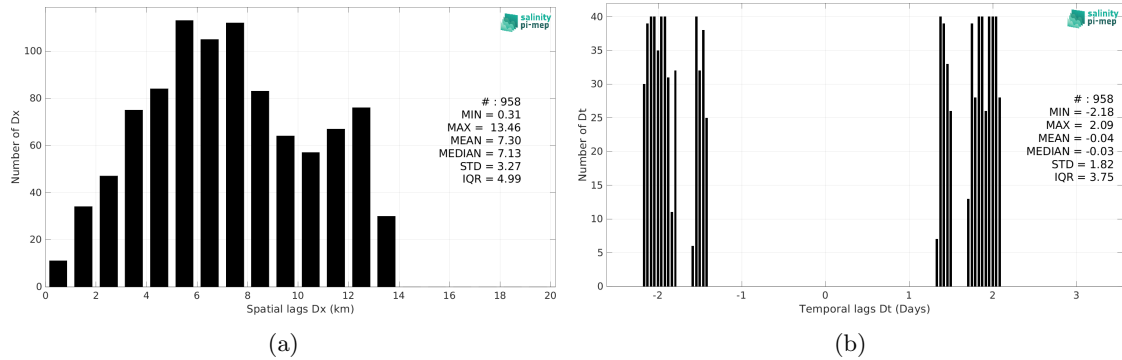 salinity
pi-mep
100
80
60
40
20
0
Number of Dx
# : 958
MIN = 0.31
MAX = 13.46
MEAN = 7.30
MEDIAN = 7.13
STD = 3.27
IQR = 4.99
0 2 4 6 8 10 12 14 16 18 20
Spatial lags Dx (km)
(a)
salinity
pi-mep
40
35
30
25
20
15
10
5
0
Number of Dt
# : 958
MIN = -2.18
MAX = 2.09
MEAN = -0.04
MEDIAN = -0.03
STD = 1.82
IQR = 3.75
-2 -1 0 1 2 3
Temporal lags Dt (Days)
(b)